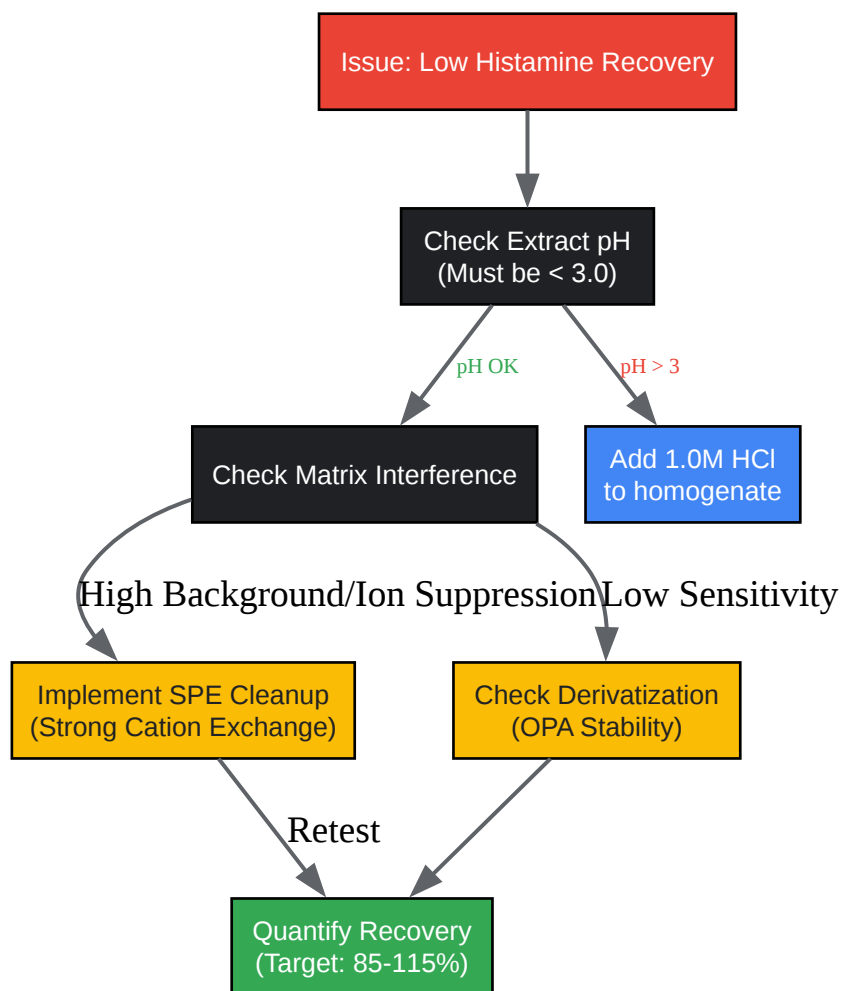 Issue: Low Histamine Recovery
Check Extract pH
(Must be < 3.0)
pH OK
pH > 3
Check Matrix Interference
Add 1.0M HCl
to homogenate
High Background/Ion Suppression
Low Sensitivity
Implement SPE Cleanup
(Strong Cation Exchange)
Check Derivatization
(OPA Stability)
Retest
Quantify Recovery
(Target: 85-115%)